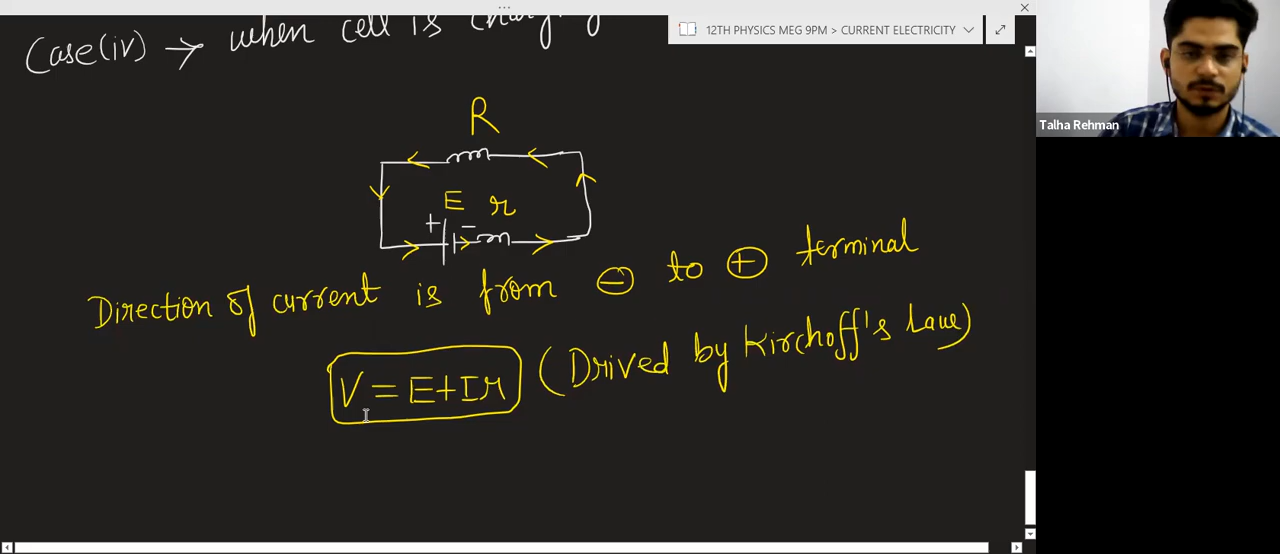 12TH PHYSICS MEG 9PM > CURRENT ELECTRICITY
Talha Rehman
Case(iv) → when cell is charging
R
E r
+ -
Direction of current is from ⊖ to ⊕ terminal
V = E+Ir (Drived by Kirchoff's Law)